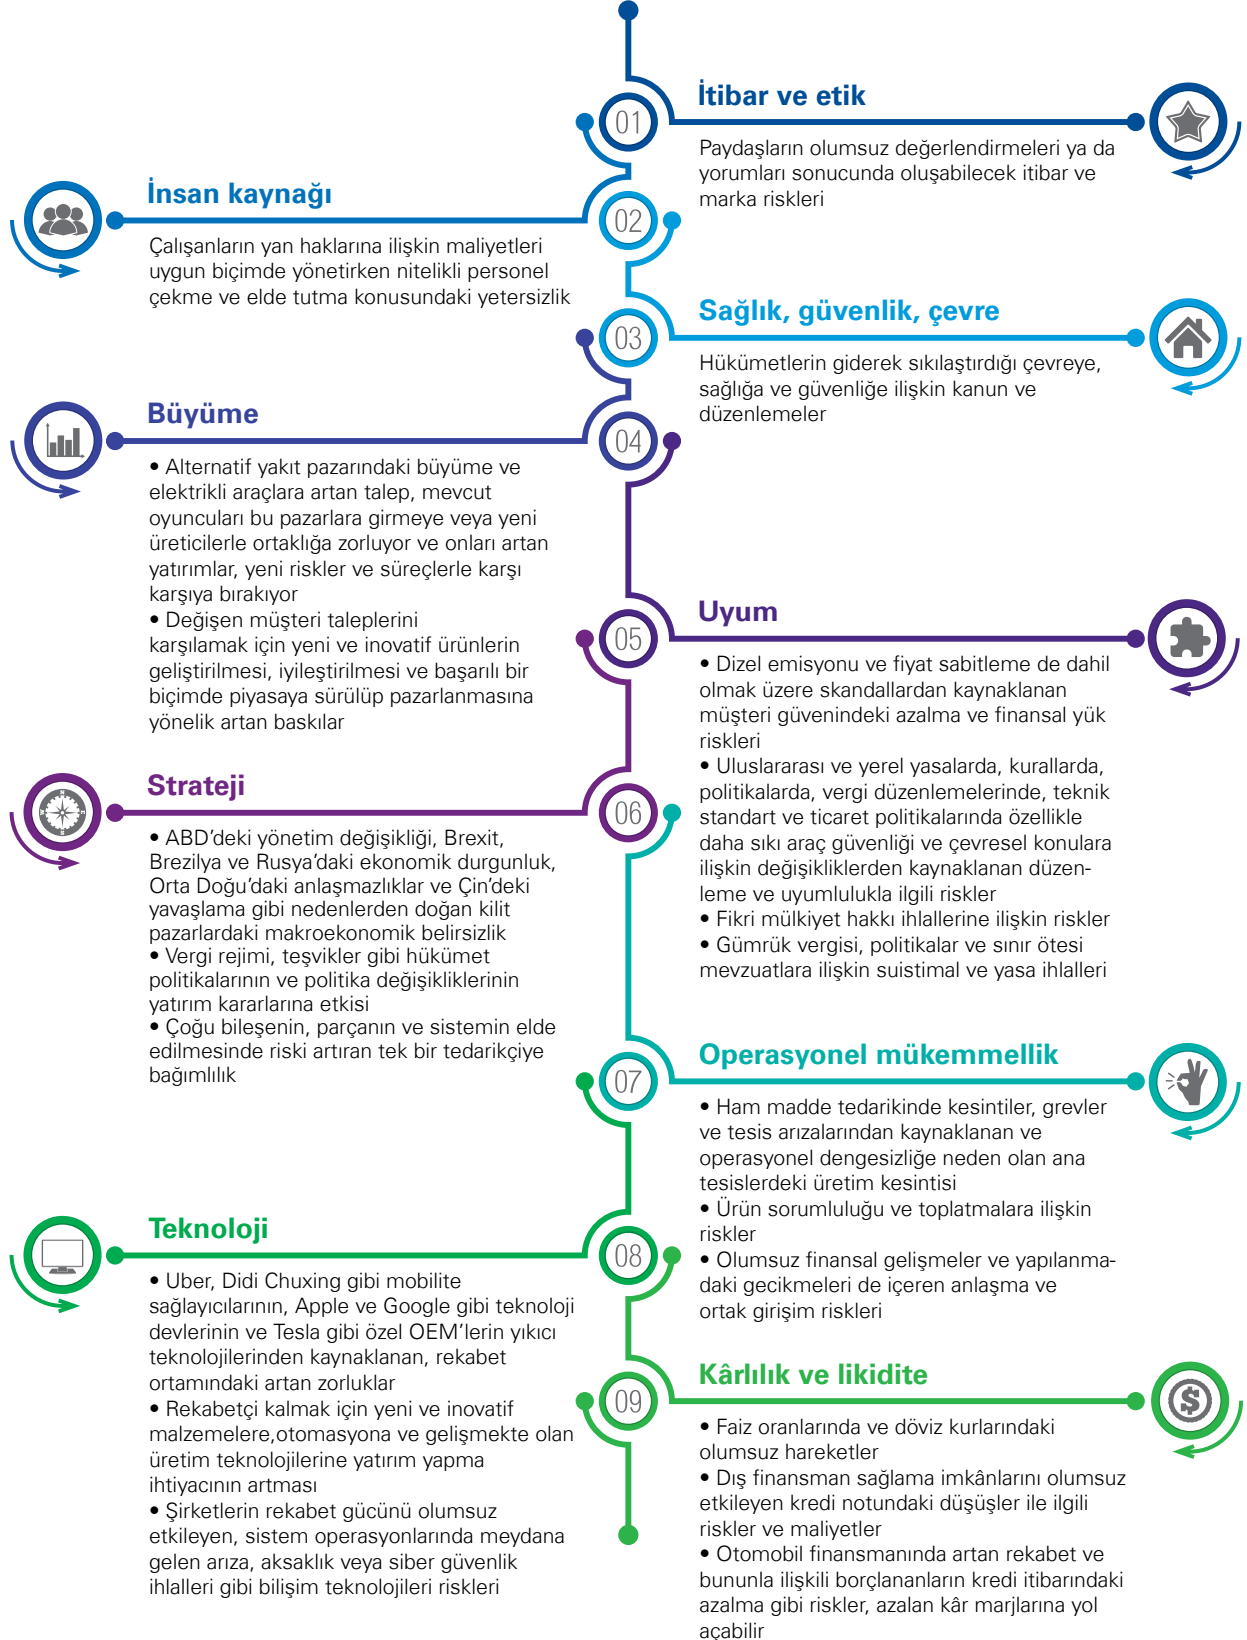 01
İtibar ve etik
Paydaşların olumsuz değerlendirmeleri ya da
yorumları sonucunda oluşabilecek itibar ve
marka riskleri
İnsan kaynağı
02
Çalışanların yan haklarına ilişkin maliyetleri
uygun biçimde yönetirken nitelikli personel
çekme ve elde tutma konusundaki yetersizlik
03
Sağlık, güvenlik, çevre
Hükümetlerin giderek sıkılaştırdığı çevreye,
sağlığa ve güvenliğe ilişkin kanun ve
düzenlemeler
Büyüme
04
• Alternatif yakıt pazarındaki büyüme ve
elektrikli araçlara artan talep, mevcut
oyuncuları bu pazarlara girmeye veya yeni
üreticilerle ortaklığa zorluyor ve onları artan
yatırımlar, yeni riskler ve süreçlerle karşı
karşıya bırakıyor
• Değişen müşteri taleplerini
karşılamak için yeni ve inovatif ürünlerin
geliştirilmesi, iyileştirilmesi ve başarılı bir
biçimde piyasaya sürülüp pazarlanmasına
yönelik artan baskılar
05
Uyum
• Dizel emisyonu ve fiyat sabitleme de dahil
olmak üzere skandallardan kaynaklanan
müşteri güvenindeki azalma ve finansal yük
riskleri
• Uluslararası ve yerel yasalarda, kurallarda,
politikalarda, vergi düzenlemelerinde, teknik
standart ve ticaret politikalarında özellikle
daha sıkı araç güvenliği ve çevresel konulara
ilişkin değişikliklerden kaynaklanan düzen-
leme ve uyumlulukla ilgili riskler
• Fikri mülkiyet hakkı ihlallerine ilişkin riskler
• Gümrük vergisi, politikalar ve sınır ötesi
mevzuatlara ilişkin suistimal ve yasa ihlalleri
Strateji
06
• ABD’deki yönetim değişikliği, Brexit,
Brezilya ve Rusya’daki ekonomik durgunluk,
Orta Doğu’daki anlaşmazlıklar ve Çin’deki
yavaşlama gibi nedenlerden doğan kilit
pazarlardaki makroekonomik belirsizlik
• Vergi rejimi, teşvikler gibi hükümet
politikalarının ve politika değişikliklerinin
yatırım kararlarına etkisi
• Çoğu bileşenin, parçanın ve sistemin elde
edilmesinde riski artıran tek bir tedarikçiye
bağımlılık
07
Operasyonel mükemmellik
• Ham madde tedarikinde kesintiler, grevler
ve tesis arızalarından kaynaklanan ve
operasyonel dengesizliğe neden olan ana
tesislerdeki üretim kesintisi
• Ürün sorumluluğu ve toplatmalara ilişkin
riskler
• Olumsuz finansal gelişmeler ve yapılanma-
daki gecikmeleri de içeren anlaşma ve
ortak girişim riskleri
Teknoloji
08
• Uber, Didi Chuxing gibi mobilite
sağlayıcılarının, Apple ve Google gibi teknoloji
devlerinin ve Tesla gibi özel OEM’lerin yıkıcı
teknolojilerinden kaynaklanan, rekabet
ortamındaki artan zorluklar
• Rekabetçi kalmak için yeni ve inovatif
malzemelere,otomasyona ve gelişmekte olan
üretim teknolojilerine yatırım yapma
ihtiyacının artması
• Şirketlerin rekabet gücünü olumsuz
etkileyen, sistem operasyonlarında meydana
gelen arıza, aksaklık veya siber güvenlik
ihlalleri gibi bilişim teknolojileri riskleri
09
Kârlılık ve likidite
$
• Faiz oranlarında ve döviz kurlarındaki
olumsuz hareketler
• Dış finansman sağlama imkânlarını olumsuz
etkileyen kredi notundaki düşüşler ile ilgili
riskler ve maliyetler
• Otomobil finansmanında artan rekabet ve
bununla ilişkili borçlananların kredi itibarındaki
azalma gibi riskler, azalan kâr marjlarına yol
açabilir